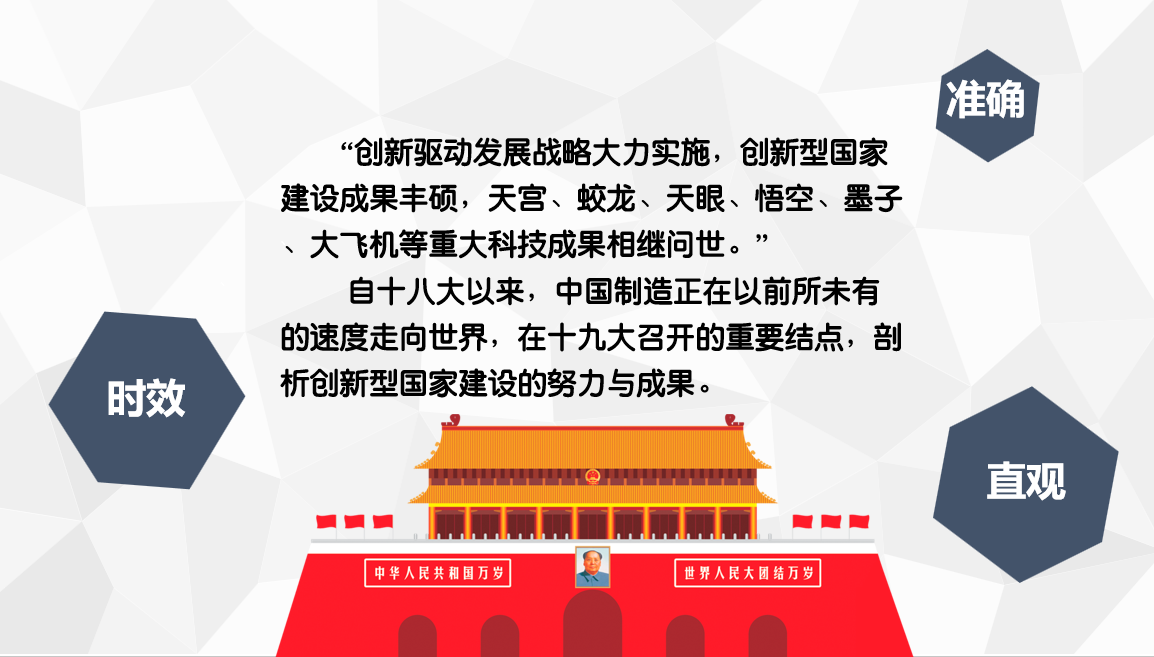 准确
“创新驱动发展战略大力实施，创新型国家
建设成果丰硕，天宫、蛟龙、天眼、悟空、墨子
、大飞机等重大科技成果相继问世。”
自十八大以来，中国制造正在以前所未有
的速度走向世界，在十九大召开的重要结点，剖
析创新型国家建设的努力与成果。
时效
直观
中华人民共和国万岁
世界人民大团结万岁